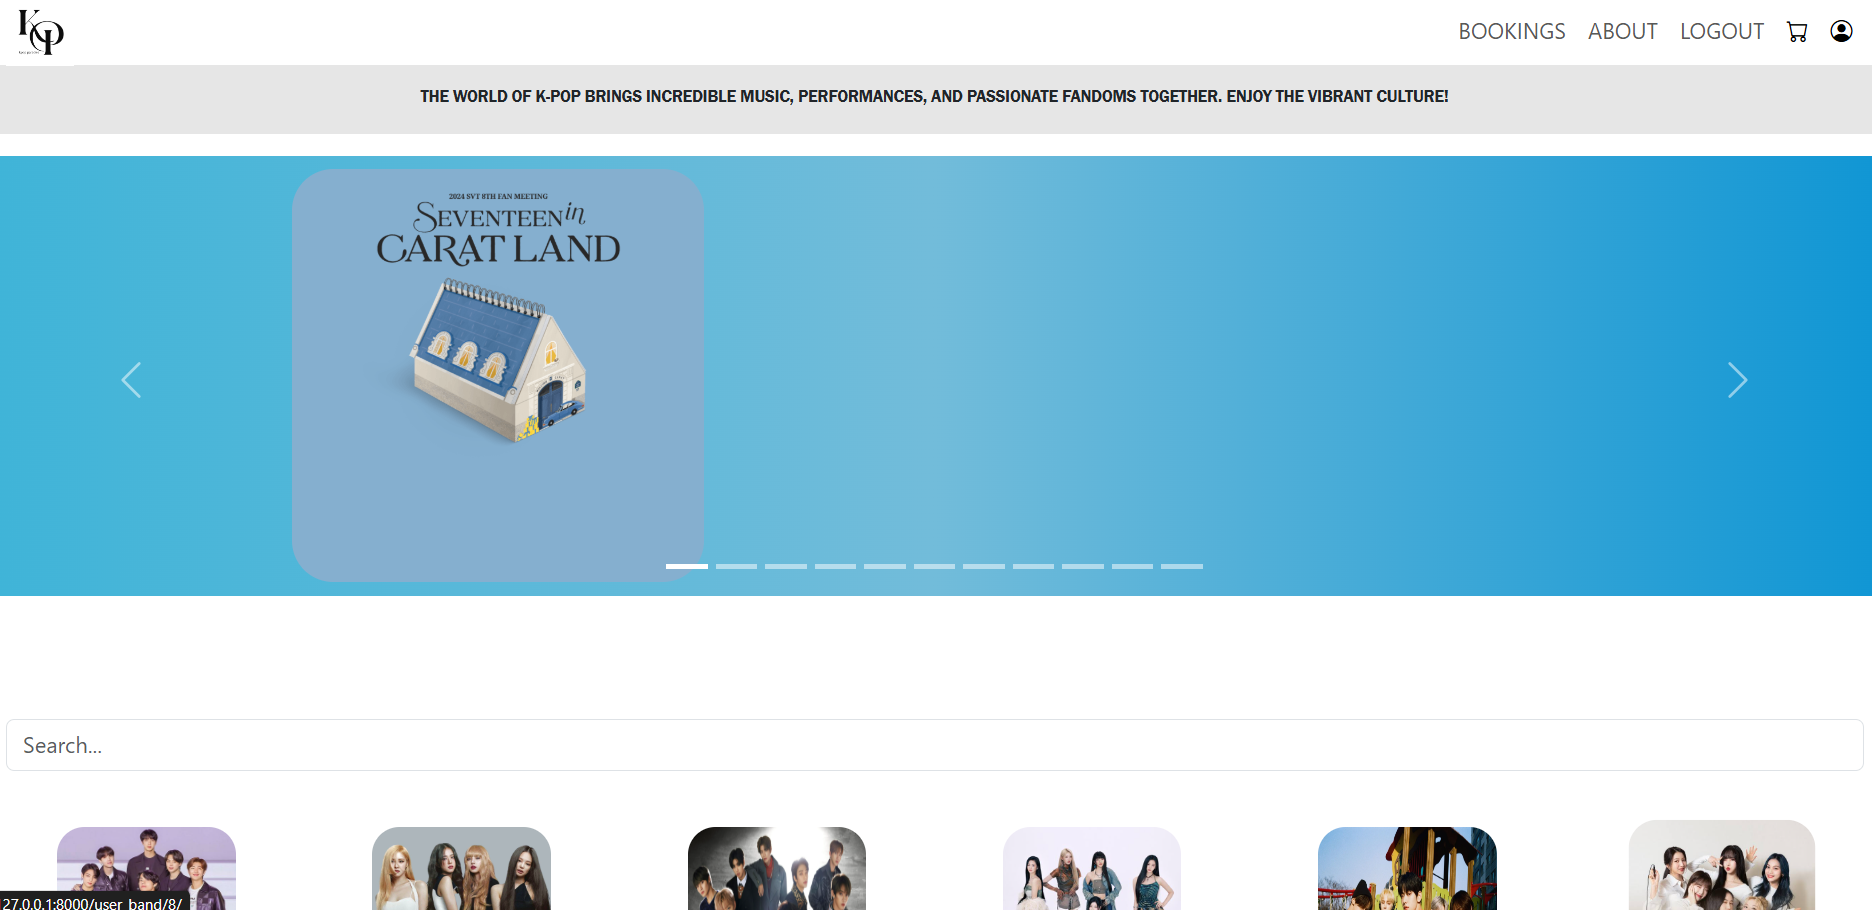 KP
BOOKINGS ABOUT LOGOUT
THE WORLD OF K-POP BRINGS INCREDIBLE MUSIC, PERFORMANCES, AND PASSIONATE FANDOMS TOGETHER. ENJOY THE VIBRANT CULTURE!
2024 SVT 8TH FAN MEETING
SEVENTEEN in
CARAT LAND
Search...
127.0.0.1:8000/user_band/8/